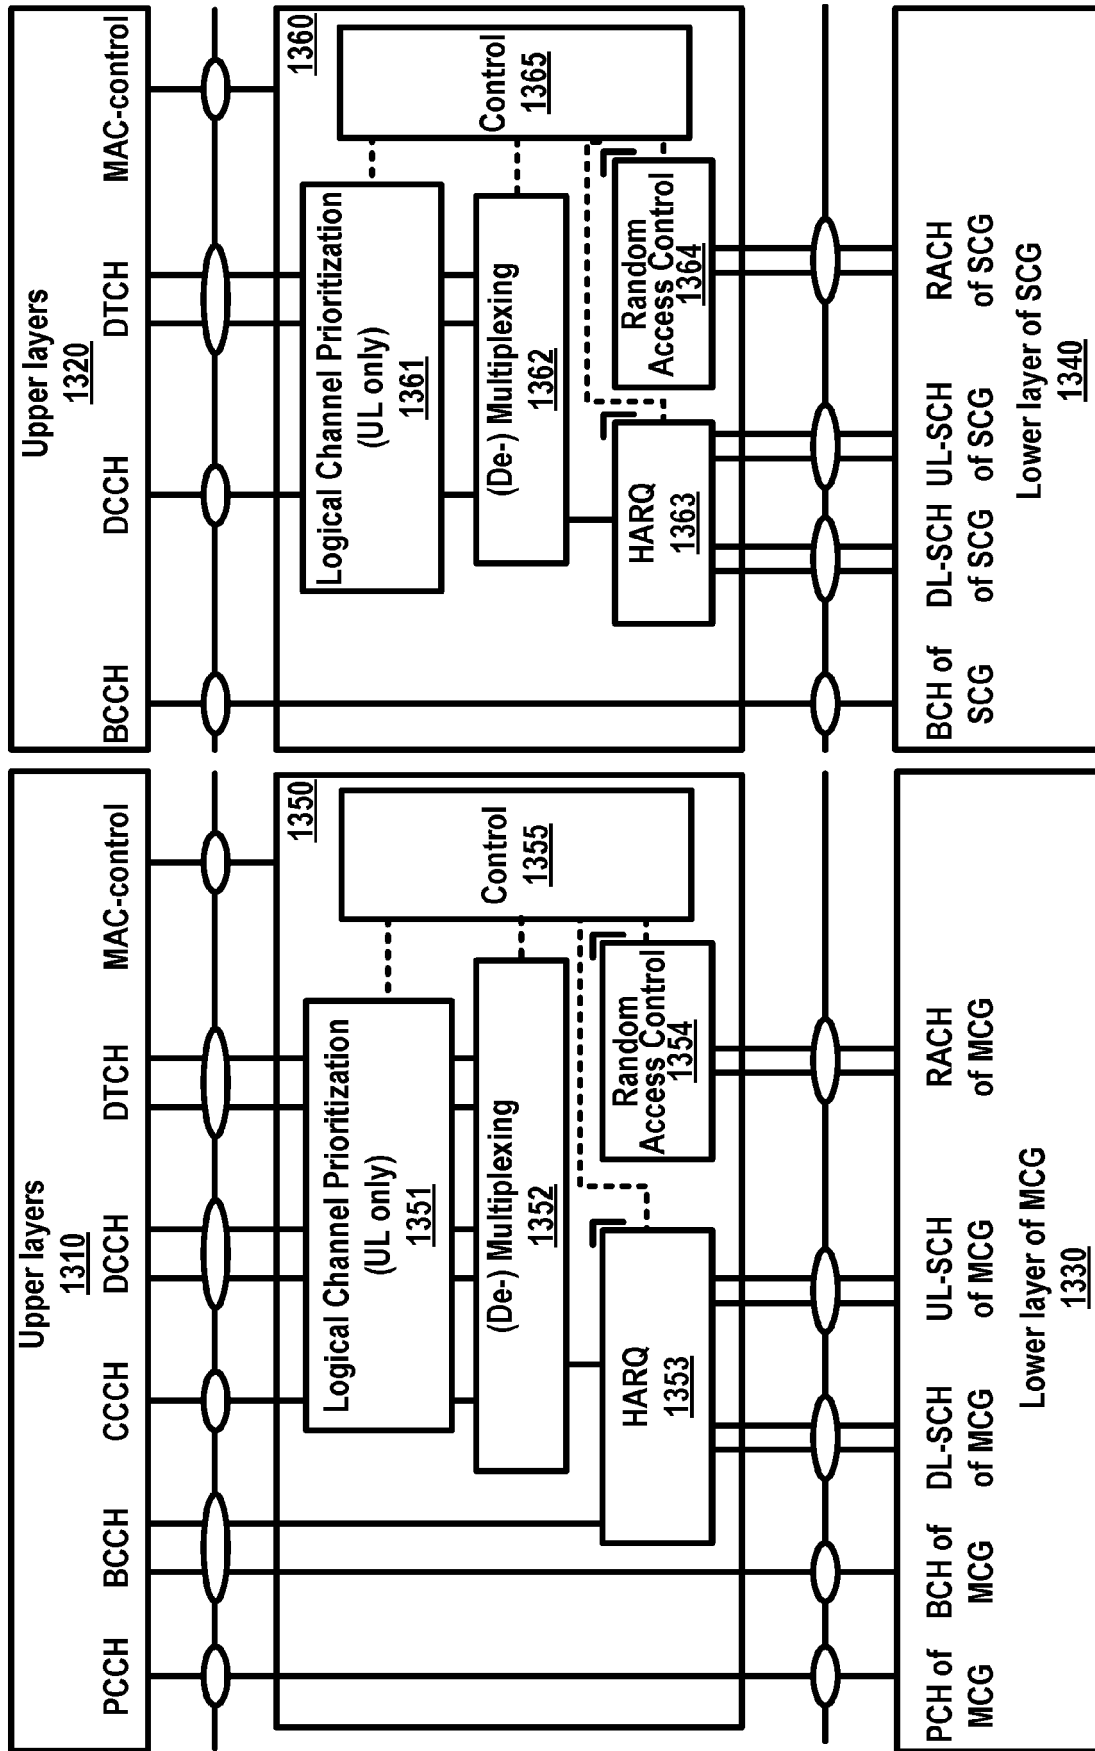 Upper layers
1310
PCCH BCCH CCCH DCCH DTCH MAC-control
1350
Logical Channel Prioritization
(UL only)
1351
Control
1355
(De-) Multiplexing
1352
HARQ
1353
Random
Access Control
1354
PCH of BCH of DL-SCH UL-SCH RACH
MCG MCG of MCG of MCG of MCG
Lower layer of MCG
1330
Upper layers
1320
BCCH DCCH DTCH MAC-control
1360
Logical Channel Prioritization
(UL only)
1361
Control
1365
(De-) Multiplexing
1362
HARQ
1363
Random
Access Control
1364
BCH of DL-SCH UL-SCH RACH
SCG of SCG of SCG of SCG
Lower layer of SCG
1340